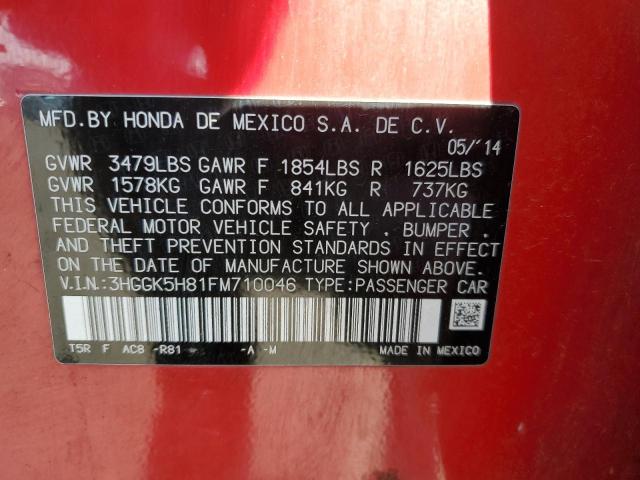 MFD.BY HONDA DE MEXICO S.A. DE C.V.
05/'14
GVWR 3479LBS GAWR F 1854LBS R 1625LBS
GVWR 1578KG GAWR F 841KG R 737KG
THIS VEHICLE CONFORMS TO ALL APPLICABLE
FEDERAL MOTOR VEHICLE SAFETY . BUMPER .
AND THEFT PREVENTION STANDARDS IN EFFECT
ON THE DATE OF MANUFACTURE SHOWN ABOVE.
V.I.N.:3HGGK5H81FM710046 TYPE:PASSENGER CAR
T5R F AC8 -R81 -A -M
MADE IN MEXICO